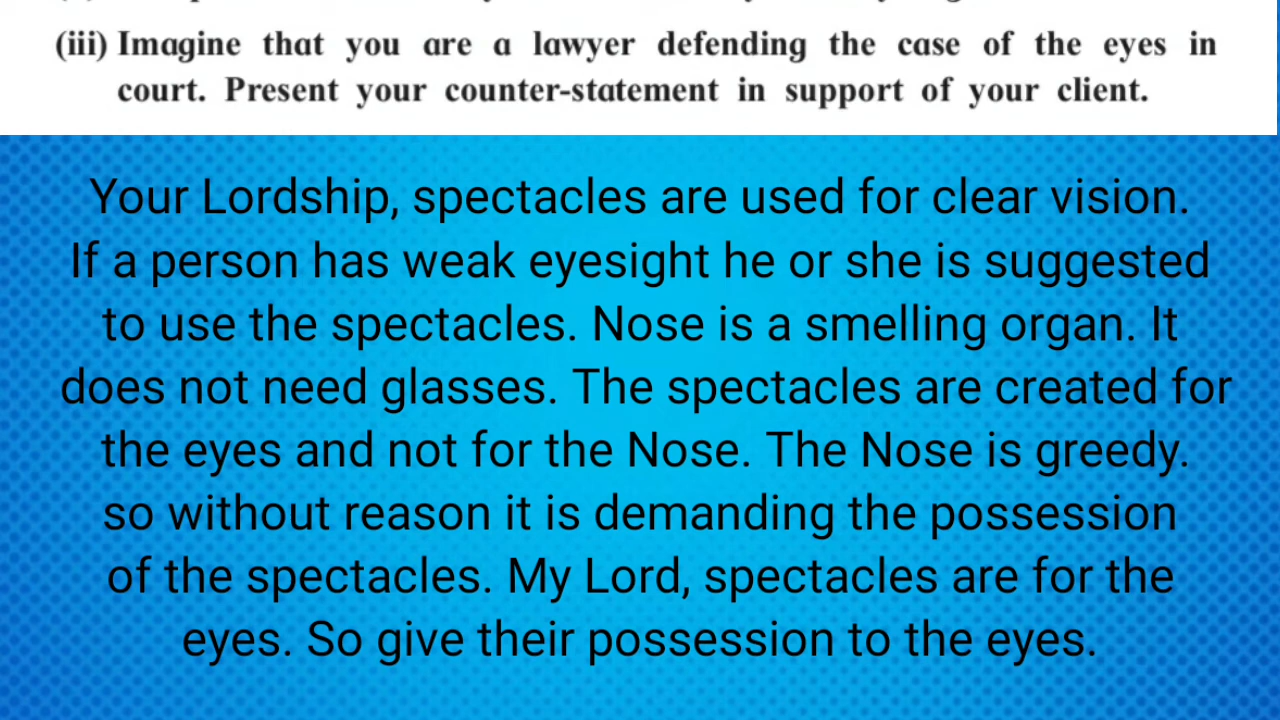 (iii) Imagine that you are a lawyer defending the case of the eyes in
court. Present your counter-statement in support of your client.
Your Lordship, spectacles are used for clear vision.
If a person has weak eyesight he or she is suggested
to use the spectacles. Nose is a smelling organ. It
does not need glasses. The spectacles are created for
the eyes and not for the Nose. The Nose is greedy.
so without reason it is demanding the possession
of the spectacles. My Lord, spectacles are for the
eyes. So give their possession to the eyes.